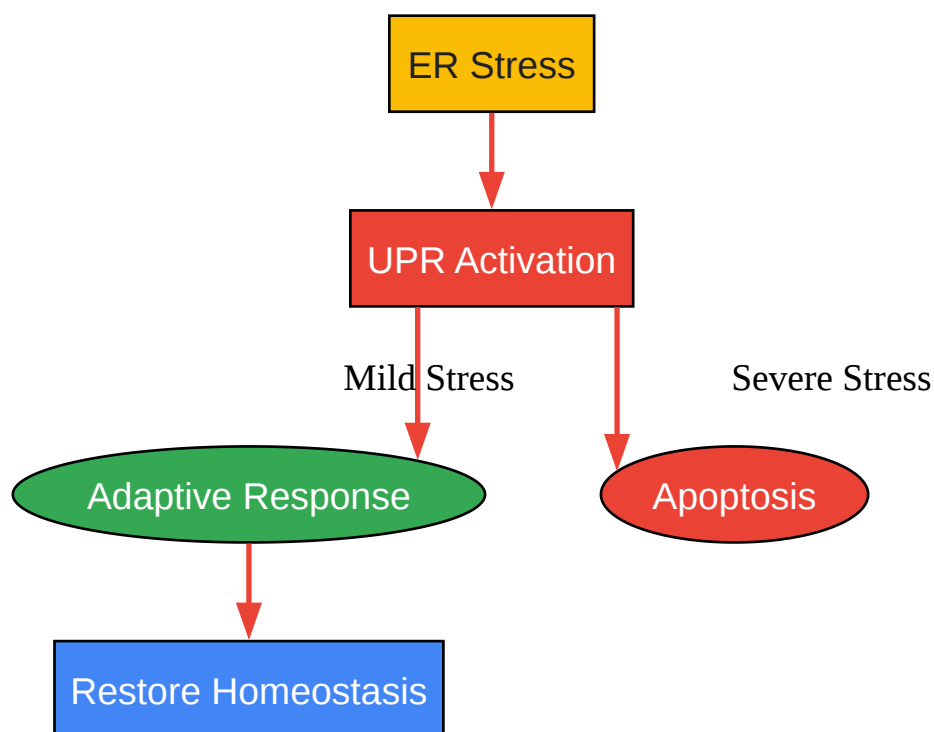 ER Stress
UPR Activation
Mild Stress
Severe Stress
Adaptive Response
Apoptosis
Restore Homeostasis